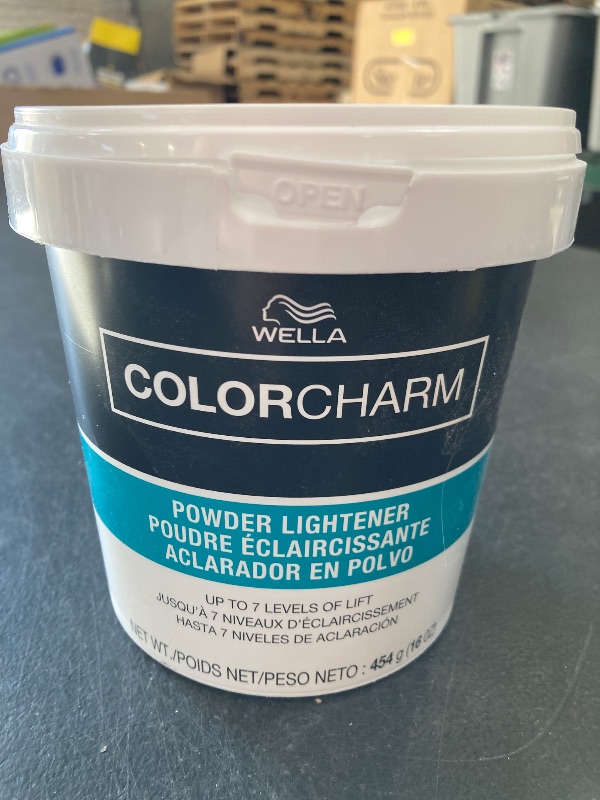 OPEN
WELLA
COLORCHARM
POWDER LIGHTENER
POUDRE ÉCLAIRCISSANTE
ACLARADOR EN POLVO
UP TO 7 LEVELS OF LIFT
JUSQU'À 7 NIVEAUX D'ÉCLAIRCISSEMENT
HASTA 7 NIVELES DE ACLARACIÓN
NET WT./POIDS NET/PESO NETO : 454 g (16 OZ)